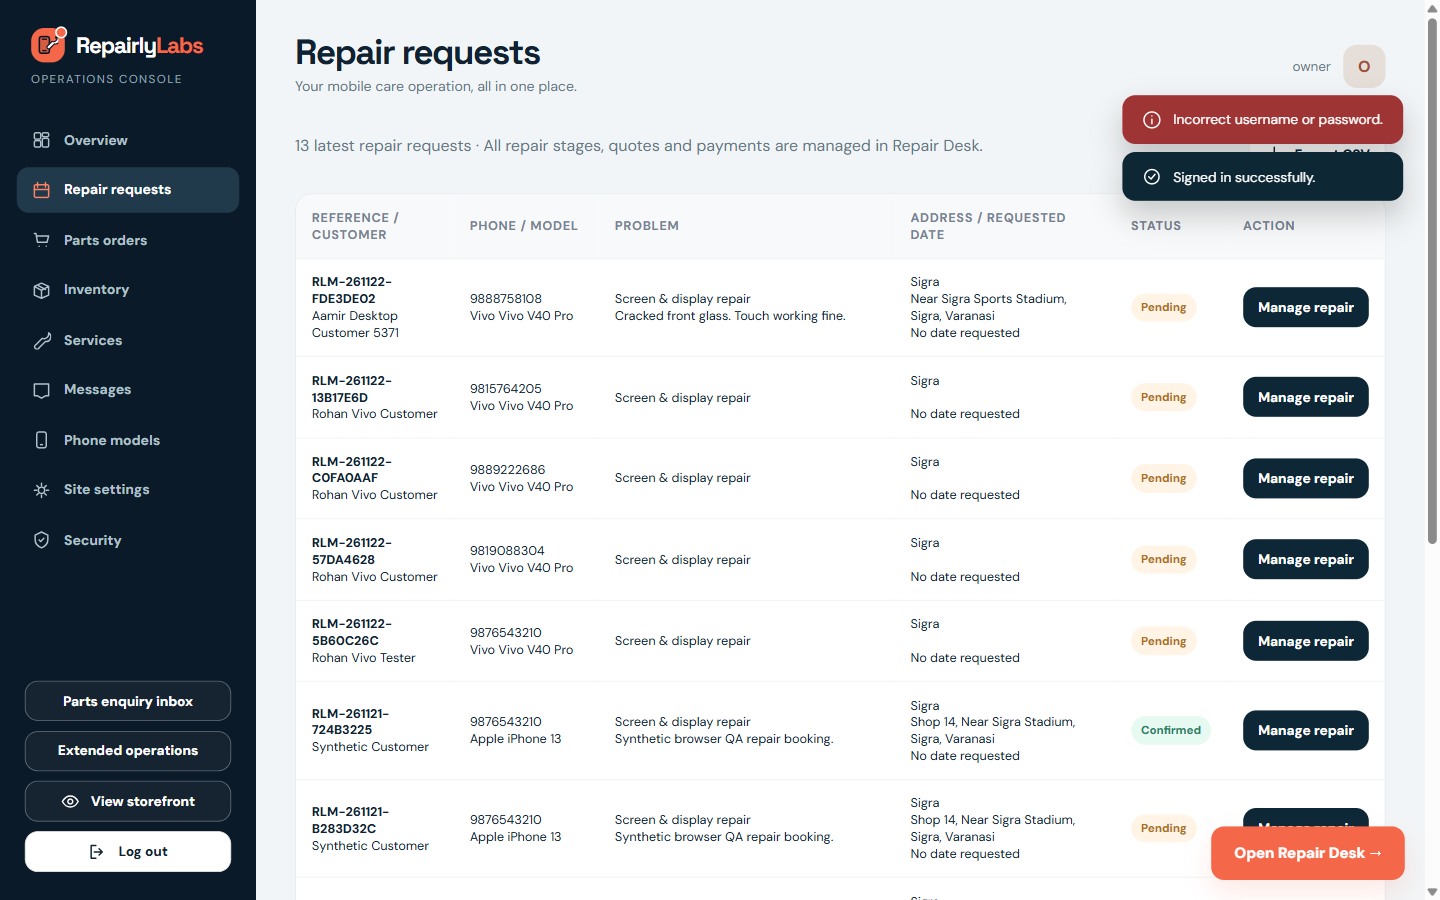 RepairlyLabs
OPERATIONS CONSOLE
Overview
Repair requests
Parts orders
Inventory
Services
Messages
Phone models
Site settings
Security
Parts enquiry inbox
Extended operations
View storefront
Log out
Repair requests
Your mobile care operation, all in one place.
owner
O
Incorrect username or password.
Signed in successfully.
13 latest repair requests · All repair stages, quotes and payments are managed in Repair Desk.
REFERENCE /
CUSTOMER
PHONE / MODEL
PROBLEM
ADDRESS / REQUESTED
DATE
STATUS
ACTION
RLM-261122-
FDE3DE02
Aamir Desktop
Customer 5371
9888758108
Vivo Vivo V40 Pro
Screen & display repair
Cracked front glass. Touch working fine.
Sigra
Near Sigra Sports Stadium,
Sigra, Varanasi
No date requested
Pending
Manage repair
RLM-261122-
13B17E6D
Rohan Vivo Customer
9815764205
Vivo Vivo V40 Pro
Screen & display repair
Sigra
No date requested
Pending
Manage repair
RLM-261122-
C0FA0AAF
Rohan Vivo Customer
9889222686
Vivo Vivo V40 Pro
Screen & display repair
Sigra
No date requested
Pending
Manage repair
RLM-261122-
57DA4628
Rohan Vivo Customer
9819088304
Vivo Vivo V40 Pro
Screen & display repair
Sigra
No date requested
Pending
Manage repair
RLM-261122-
5B60C26C
Rohan Vivo Tester
9876543210
Vivo Vivo V40 Pro
Screen & display repair
Sigra
No date requested
Pending
Manage repair
RLM-261121-
724B3225
Synthetic Customer
9876543210
Apple iPhone 13
Screen & display repair
Synthetic browser QA repair booking.
Sigra
Shop 14, Near Sigra Stadium,
Sigra, Varanasi
No date requested
Confirmed
Manage repair
RLM-261121-
B283D32C
Synthetic Customer
9876543210
Apple iPhone 13
Screen & display repair
Synthetic browser QA repair booking.
Sigra
Shop 14, Near Sigra Stadium,
Sigra, Varanasi
No date requested
Pending
Open Repair Desk →